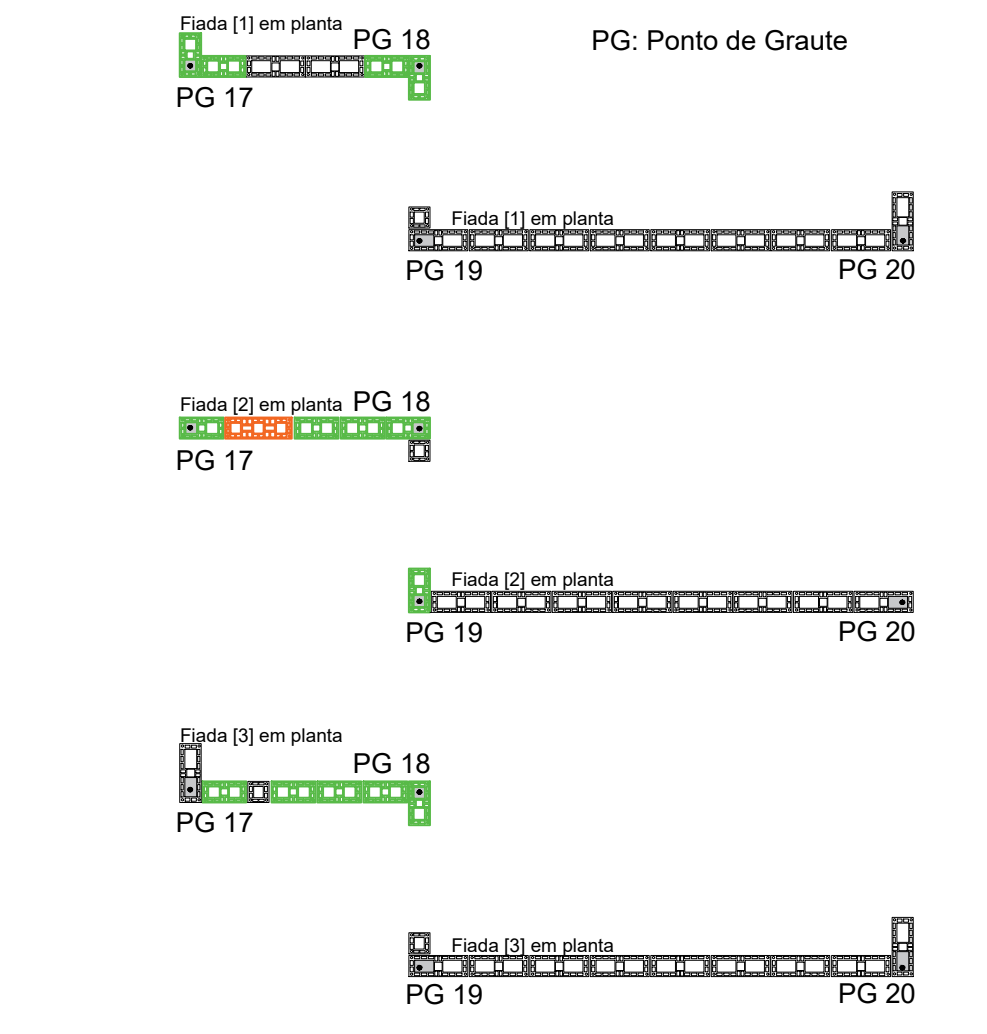 Fiada [1] em planta
PG 18
PG: Ponto de Graute
PG 17
Fiada [1] em planta
PG 19
PG 20
Fiada [2] em planta
PG 18
PG 17
Fiada [2] em planta
PG 19
PG 20
Fiada [3] em planta
PG 18
PG 17
Fiada [3] em planta
PG 19
PG 20